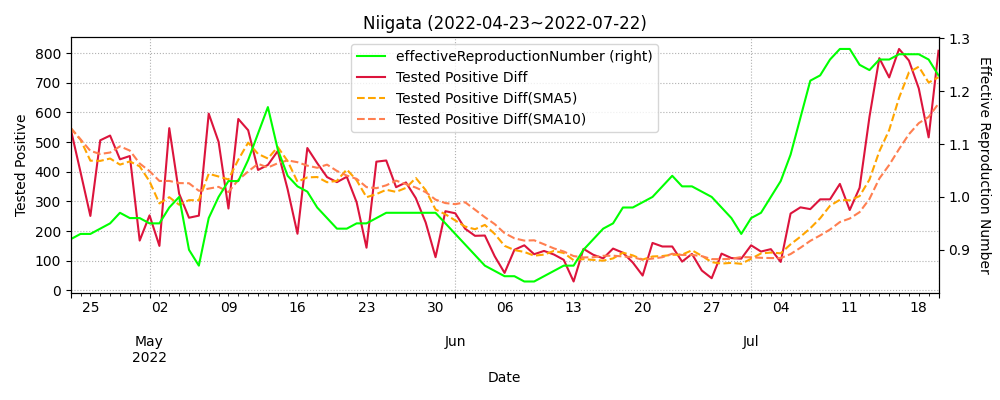 Niigata (2022-04-23~2022-07-22)
effectiveReproductionNumber (right)
Tested Positive Diff
Tested Positive Diff(SMA5)
Tested Positive Diff(SMA10)
Tested Positive
800
700
600
500
400
300
200
100
0
1.3
1.2
1.1
1.0
0.9
Effective Reproduction Number
25 02 09 16 23 30 06 13 20 27 04 11 18
May Jun Jul
2022
Date